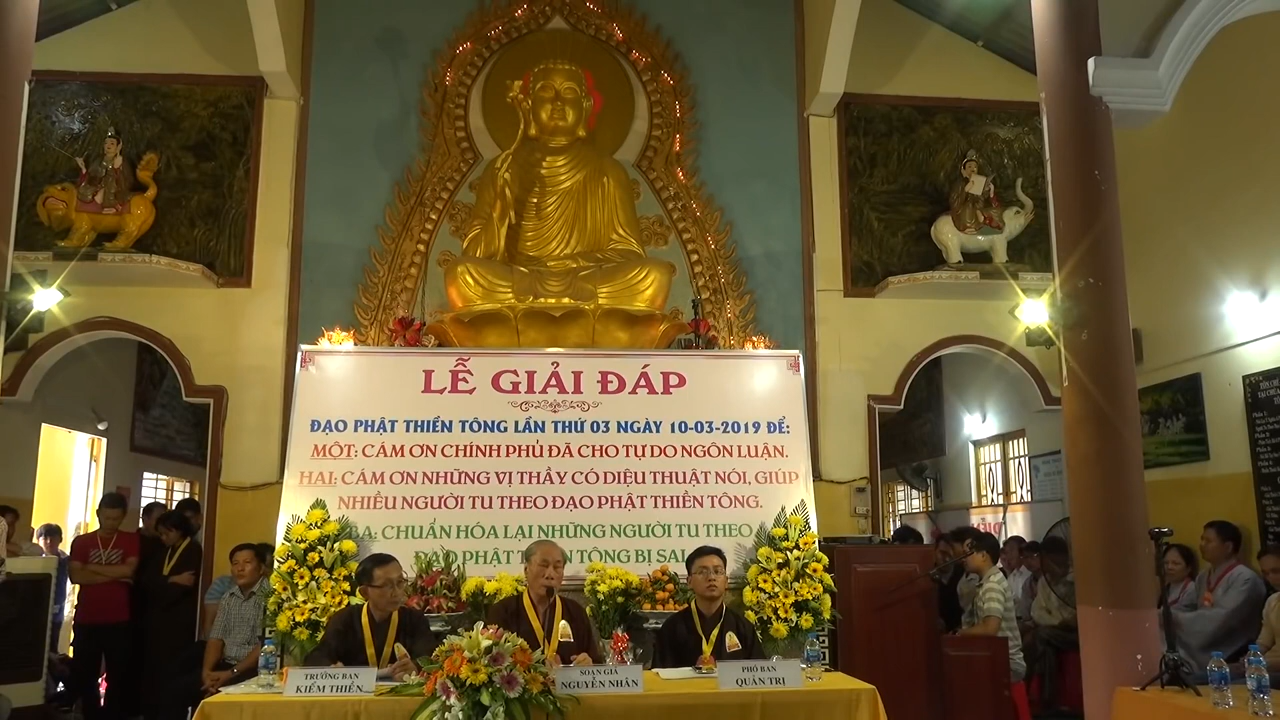 LỄ GIẢI ĐÁP
ĐẠO PHẬT THIỀN TÔNG LẦN THỨ 03 NGÀY 10-03-2019 ĐỂ:
MỘT: CÁM ƠN CHÍNH PHỦ ĐÃ CHO TỰ DO NGÔN LUẬN.
HAI: CÁM ƠN NHỮNG VỊ THẦY CÓ DIỆU THUẬT NÓI, GIÚP
NHIỀU NGƯỜI TU THEO ĐẠO PHẬT THIỀN TÔNG.
BA: CHUẨN HÓA LẠI NHỮNG NGƯỜI TU THEO
ĐẠO PHẬT TÔNG BỊ SAI
TRƯỞNG BAN
KIỂM THIỀN
SOẠN GIẢ
NGUYỄN NHÂN
PHÓ BAN
QUẢN TRỊ